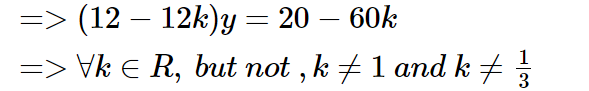 => (12 − 12k)y = 20 − 60k
=> ∀k ∈ R, but not , k ≠ 1 and k ≠ 1/3